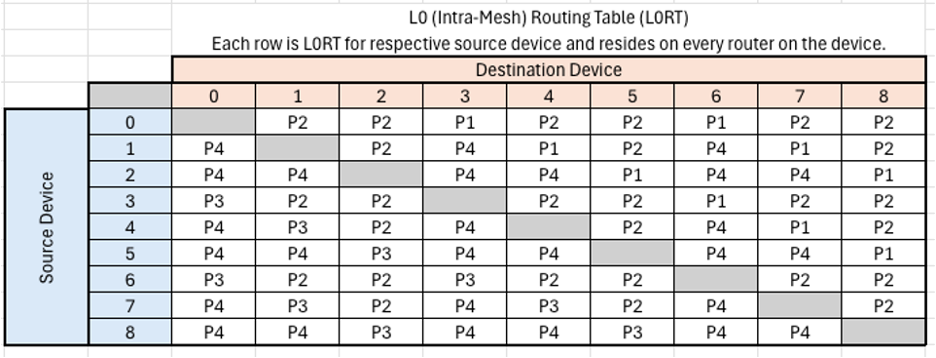 L0 (Intra-Mesh) Routing Table (L0RT)
Each row is L0RT for respective source device and resides on every router on the device.
Destination Device
0 1 2 3 4 5 6 7 8
Source Device
0 P2 P2 P1 P2 P2 P1 P2 P2
1 P4 P2 P4 P1 P2 P4 P1 P2
2 P4 P4 P4 P4 P1 P4 P4 P1
3 P3 P2 P2 P2 P2 P1 P2 P2
4 P4 P3 P2 P4 P2 P4 P1 P2
5 P4 P4 P3 P4 P4 P4 P4 P1
6 P3 P2 P2 P3 P2 P2 P2 P2
7 P4 P3 P2 P4 P3 P2 P4 P2
8 P4 P4 P3 P4 P4 P3 P4 P4